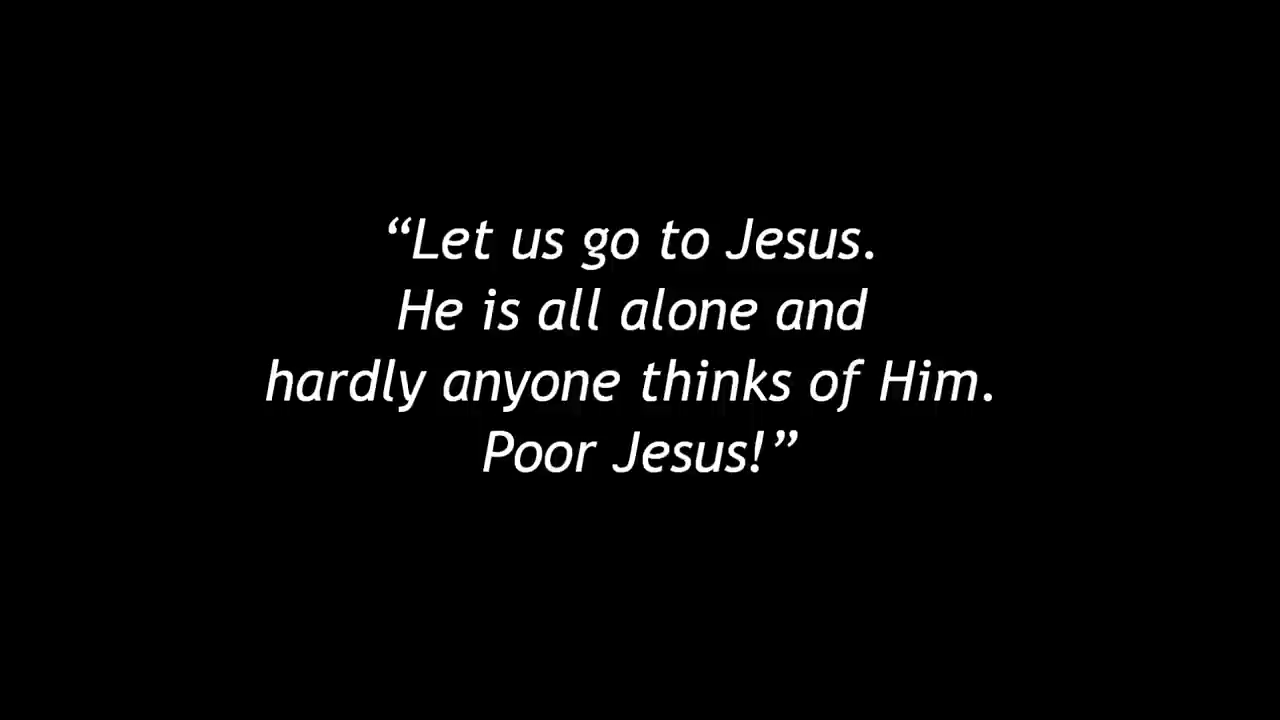 “Let us go to Jesus.
He is all alone and
hardly anyone thinks of Him.
Poor Jesus!”